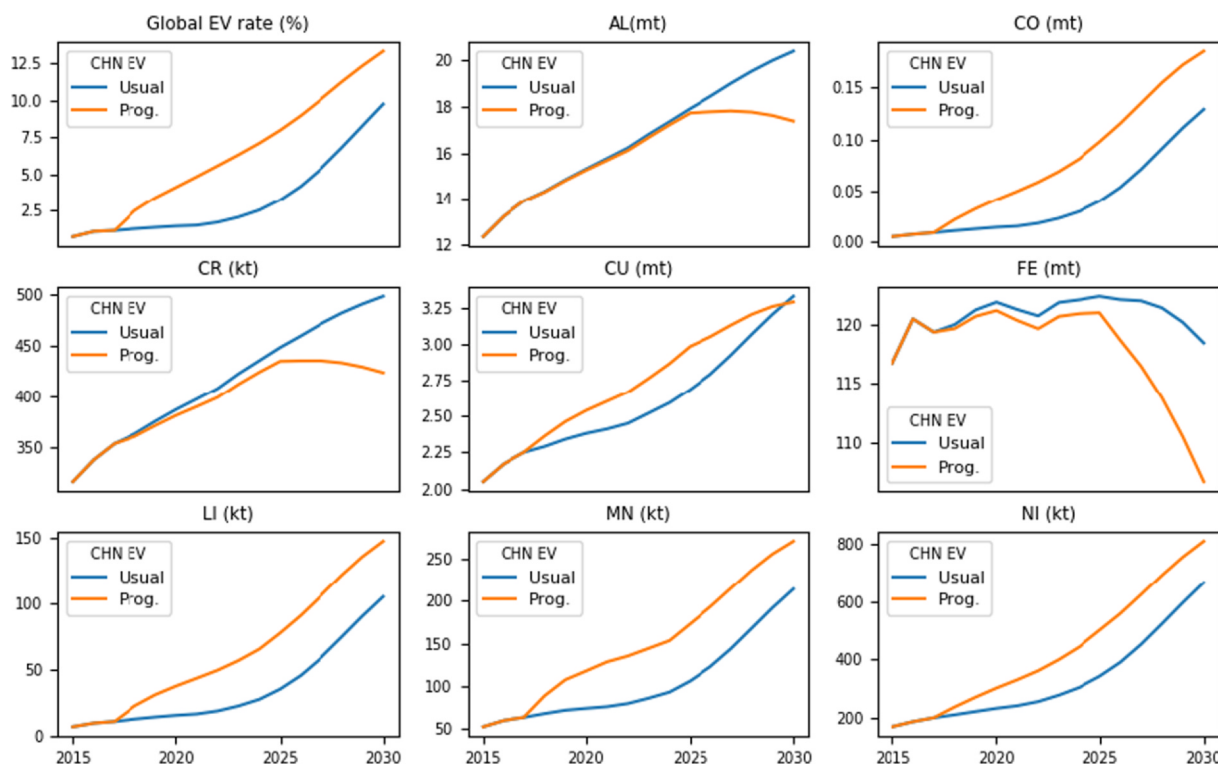 Global EV rate (%)
AL(mt)
CO (mt)
12.5
10.0
7.5
5.0
2.5
CHN EV
Usual
Prog.
20
18
16
14
12
CHN EV
Usual
Prog.
0.15
0.10
0.05
0.00
CHN EV
Usual
Prog.
CR (kt)
CU (mt)
FE (mt)
500
450
400
350
CHN EV
Usual
Prog.
3.25
3.00
2.75
2.50
2.25
2.00
CHN EV
Usual
Prog.
120
115
110
CHN EV
Usual
Prog.
LI (kt)
MN (kt)
NI (kt)
150
100
50
0
CHN EV
Usual
Prog.
2015 2020 2025 2030
250
200
150
100
50
CHN EV
Usual
Prog.
2015 2020 2025 2030
800
600
400
200
CHN EV
Usual
Prog.
2015 2020 2025 2030